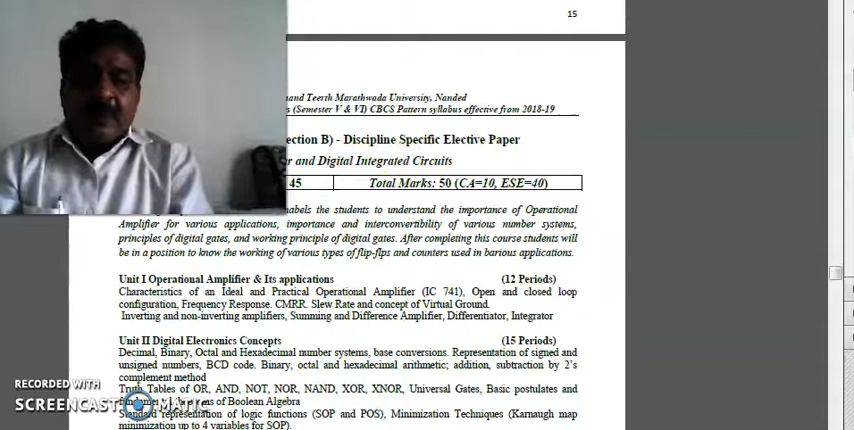 15
and Teerth Marathwada University, Nanded
s (Semester V & VI) CBCS Pattern syllabus effective from 2018-19
ection B) - Discipline Specific Elective Paper
r and Digital Integrated Circuits
45 Total Marks: 50 (CA=10, ESE=40)
nabels the students to understand the importance of Operational
Amplifier for various applications, importance and interconvertibility of various number systems,
principles of digital gates, and working principle of digital gates. After completing this course students will
be in a position to know the working of various types of flip-flps and counters used in barious applications.
Unit I Operational Amplifier & Its applications (12 Periods)
Characteristics of an Ideal and Practical Operational Amplifier (IC 741), Open and closed loop
configuration, Frequency Response. CMRR. Slew Rate and concept of Virtual Ground.
Inverting and non-inverting amplifiers, Summing and Difference Amplifier, Differentiator, Integrator
Unit II Digital Electronics Concepts (15 Periods)
Decimal, Binary, Octal and Hexadecimal number systems, base conversions. Representation of signed and
unsigned numbers, BCD code. Binary, octal and hexadecimal arithmetic; addition, subtraction by 2's
complement method
Truth Tables of OR, AND, NOT, NOR, NAND, XOR, XNOR, Universal Gates, Basic postulates and
of Boolean Algebra
Standard representation of logic functions (SOP and POS), Minimization Techniques (Karnaugh map
minimization up to 4 variables for SOP).
RECORDED WITH
SCREENCAST MATIC